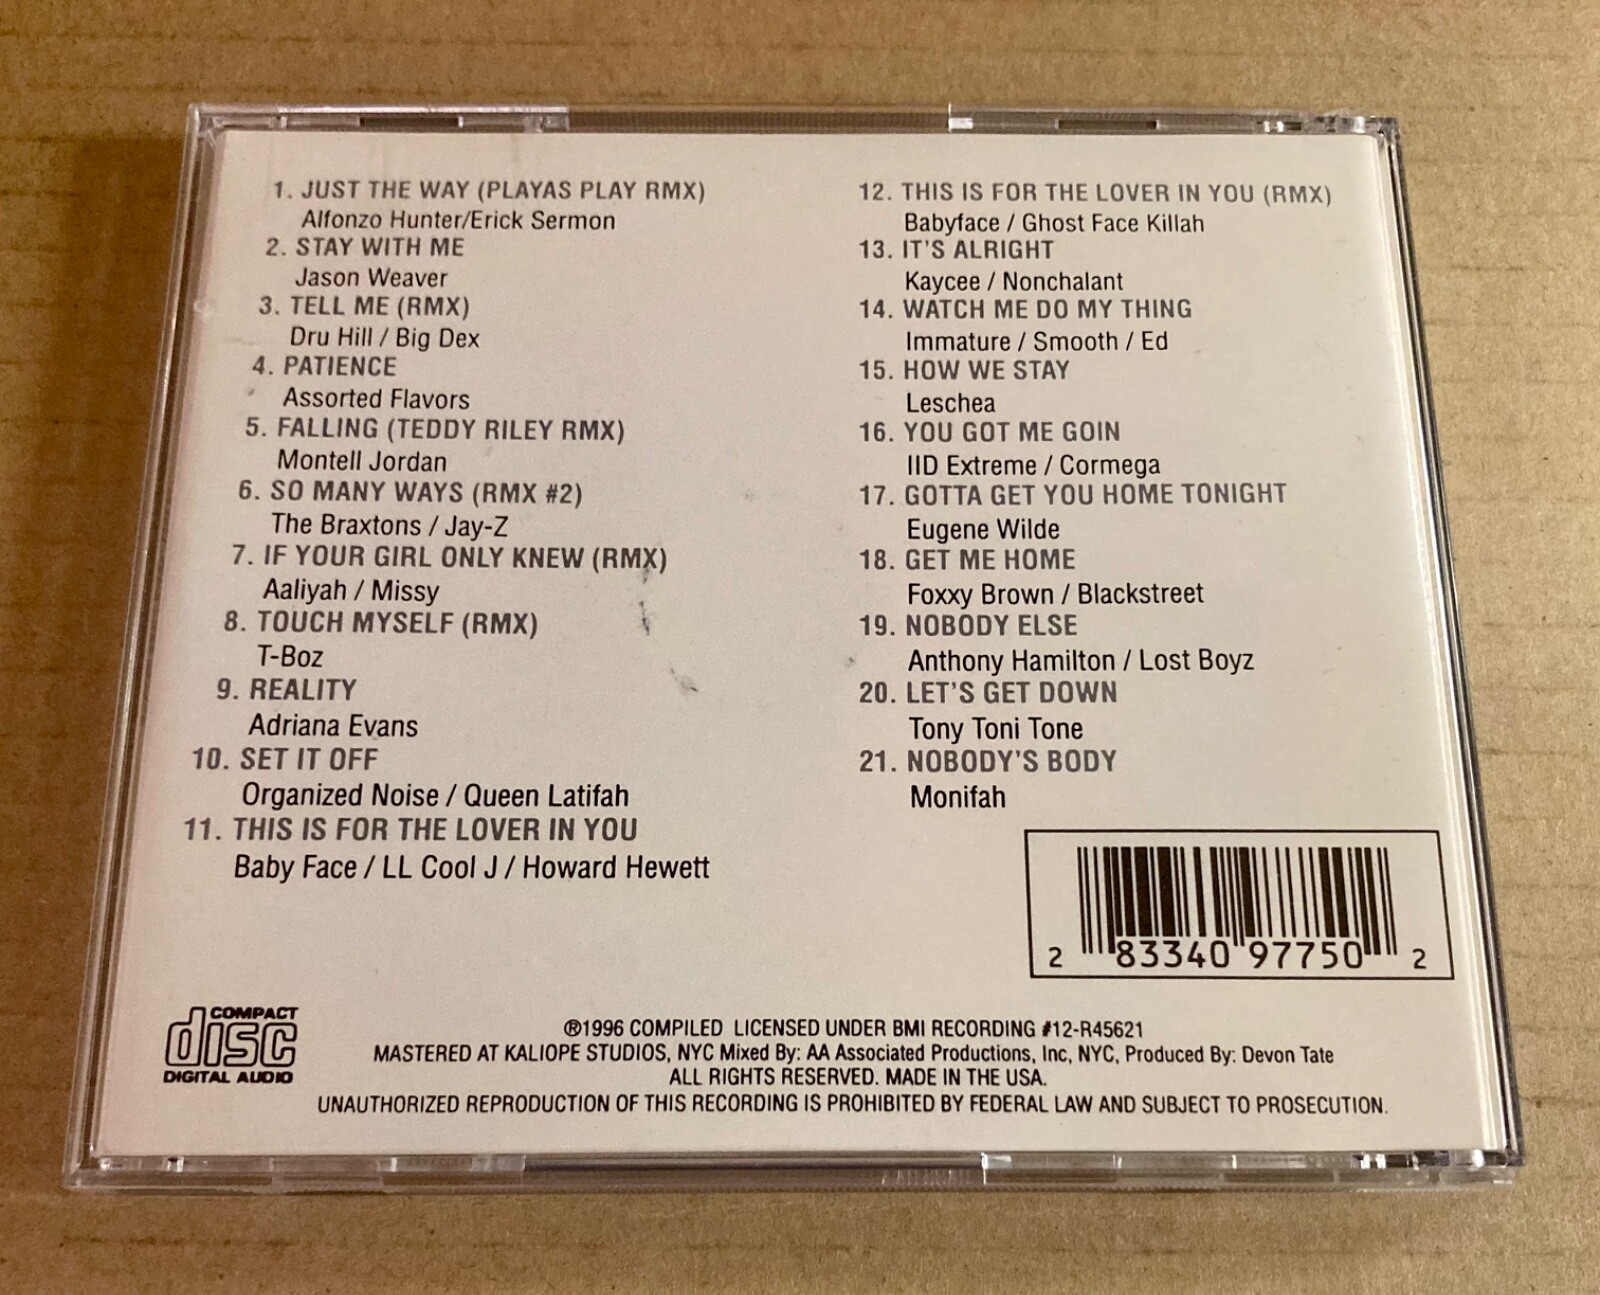 1. JUST THE WAY (PLAYAS PLAY RMX)
Alfonzo Hunter/Erick Sermon
2. STAY WITH ME
Jason Weaver
3. TELL ME (RMX)
Dru Hill / Big Dex
4. PATIENCE
Assorted Flavors
5. FALLING (TEDDY RILEY RMX)
Montell Jordan
6. SO MANY WAYS (RMX #2)
The Braxtons / Jay-Z
7. IF YOUR GIRL ONLY KNEW (RMX)
Aaliyah / Missy
8. TOUCH MYSELF (RMX)
T-Boz
9. REALITY
Adriana Evans
10. SET IT OFF
Organized Noise / Queen Latifah
11. THIS IS FOR THE LOVER IN YOU
Baby Face / LL Cool J / Howard Hewett
12. THIS IS FOR THE LOVER IN YOU (RMX)
Babyface / Ghost Face Killah
13. IT'S ALRIGHT
Kaycee / Nonchalant
14. WATCH ME DO MY THING
Immature / Smooth / Ed
15. HOW WE STAY
Leschea
16. YOU GOT ME GOIN
IID Extreme / Cormega
17. GOTTA GET YOU HOME TONIGHT
Eugene Wilde
18. GET ME HOME
Foxxy Brown / Blackstreet
19. NOBODY ELSE
Anthony Hamilton / Lost Boyz
20. LET'S GET DOWN
Tony Toni Tone
21. NOBODY'S BODY
Monifah
2 83340 97750 2
COMPACT
disc
DIGITAL AUDIO
®1996 COMPILED LICENSED UNDER BMI RECORDING #12-R45621
MASTERED AT KALIOPE STUDIOS, NYC Mixed By: AA Associated Productions, Inc, NYC, Produced By: Devon Tate
ALL RIGHTS RESERVED. MADE IN THE USA.
UNAUTHORIZED REPRODUCTION OF THIS RECORDING IS PROHIBITED BY FEDERAL LAW AND SUBJECT TO PROSECUTION.